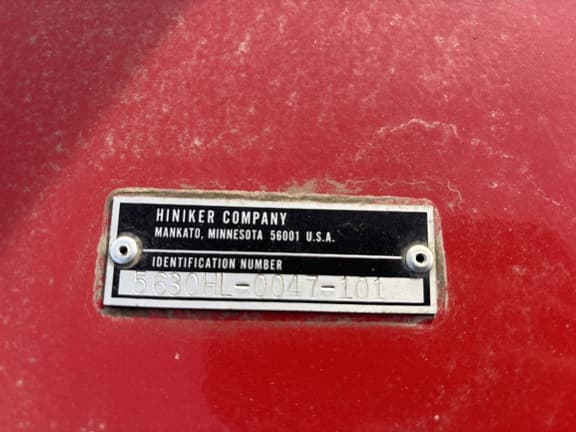 HINIKER COMPANY
MANKATO, MINNESOTA 56001 U.S.A.
IDENTIFICATION NUMBER
5630HL-0047-101